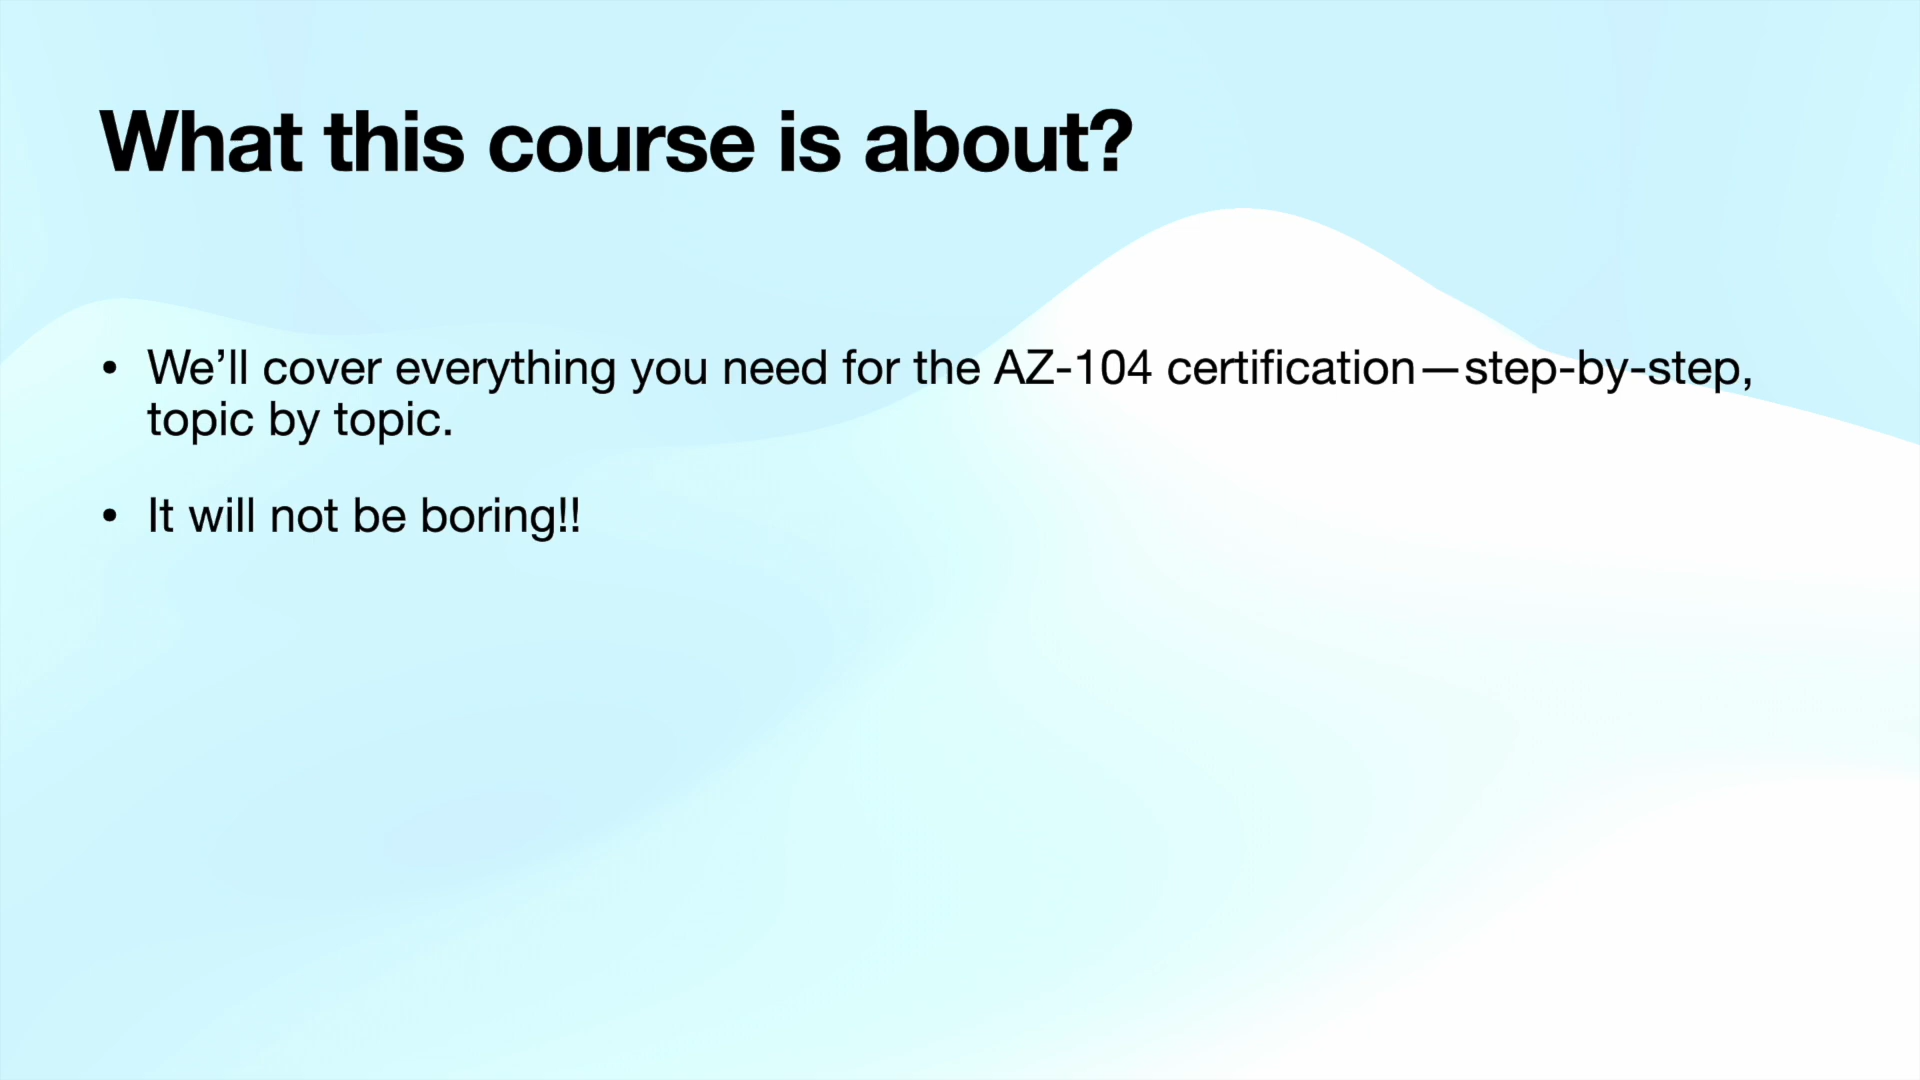 What this course is about?
• We’ll cover everything you need for the AZ-104 certification—step-by-step,
topic by topic.
• It will not be boring!!